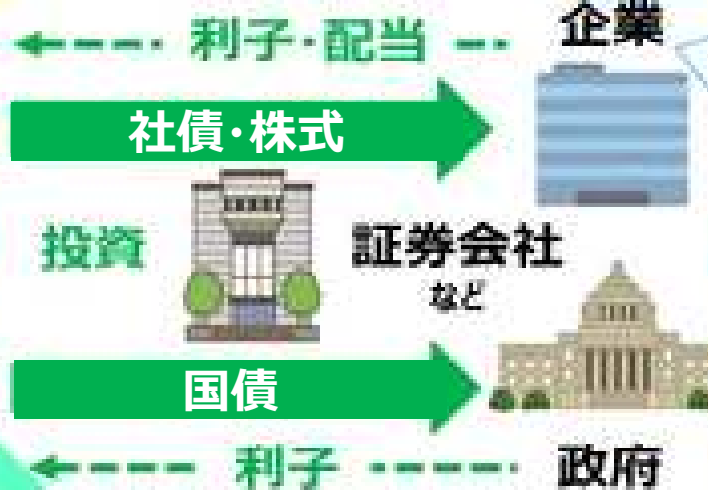 利子・配当
企業
社債・株式
投資
証券会社
など
国債
利子
政府